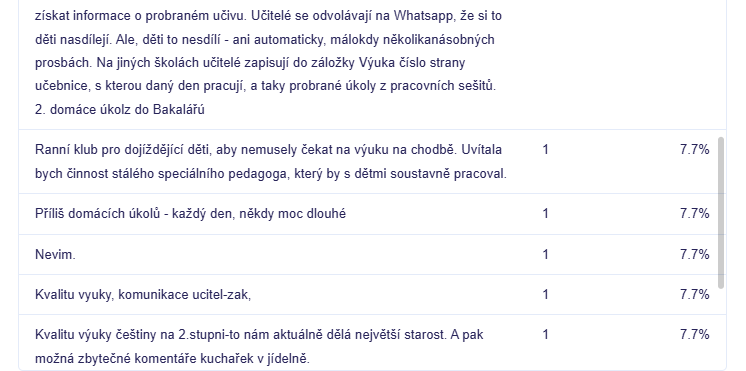 získat informace o probraném učivu. Učitelé se odvolávají na Whatsapp, že si to
děti nasdílejí. Ale, děti to nesdílí - ani automaticky, málokdy několikanásobných
prosbách. Na jiných školách učitelé zapisují do záložky Výuka číslo strany
učebnice, s kterou daný den pracují, a taky probrané úkoly z pracovních sešitů.
2. domáce úkolz do Bakalářú
Ranní klub pro dojíždějící děti, aby nemusely čekat na výuku na chodbě. Uvítala 1 7.7%
bych činnost stálého speciálního pedagoga, který by s dětmi soustavně pracoval.
Příliš domácích úkolů - každý den, někdy moc dlouhé 1 7.7%
Nevim. 1 7.7%
Kvalitu vyuky, komunikace ucitel-zak, 1 7.7%
Kvalitu výuky češtiny na 2.stupni-to nám aktuálně dělá největší starost. A pak 1 7.7%
možná zbytečné komentáře kuchařek v jídelně.